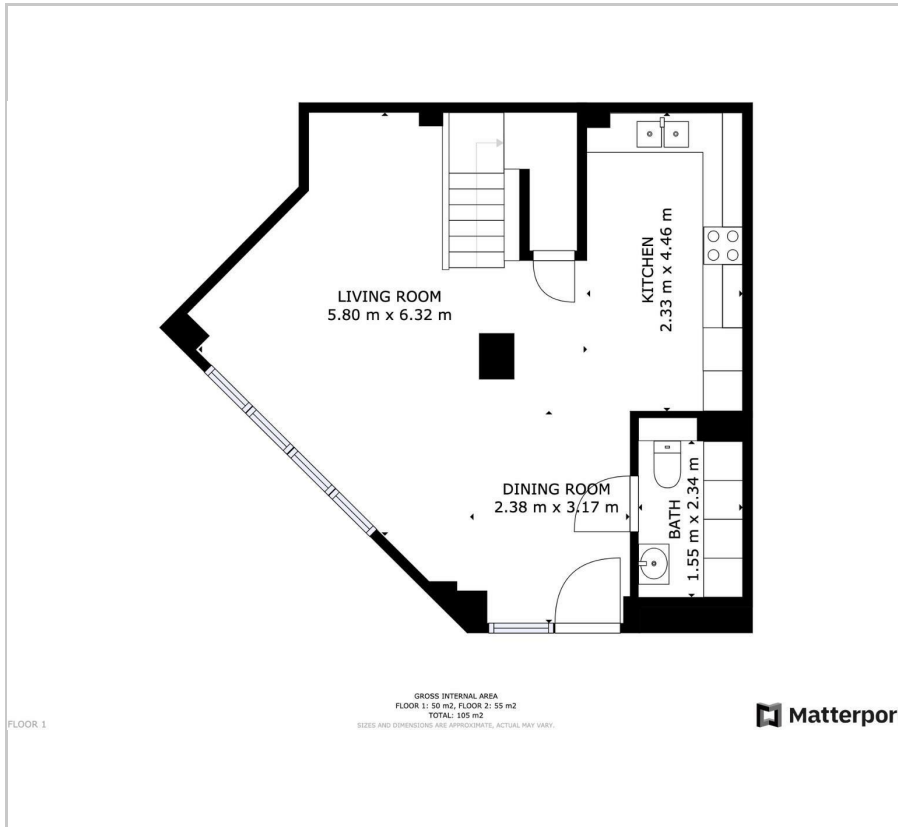 LIVING ROOM
5.80 m x 6.32 m
KITCHEN
2.33 m x 4.46 m
DINING ROOM
2.38 m x 3.17 m
BATH
1.55 m x 2.34 m
GROSS INTERNAL AREA
FLOOR 1: 50 m2, FLOOR 2: 55 m2
TOTAL: 105 m2
SIZES AND DIMENSIONS ARE APPROXIMATE, ACTUAL MAY VARY.
FLOOR 1
Matterpor